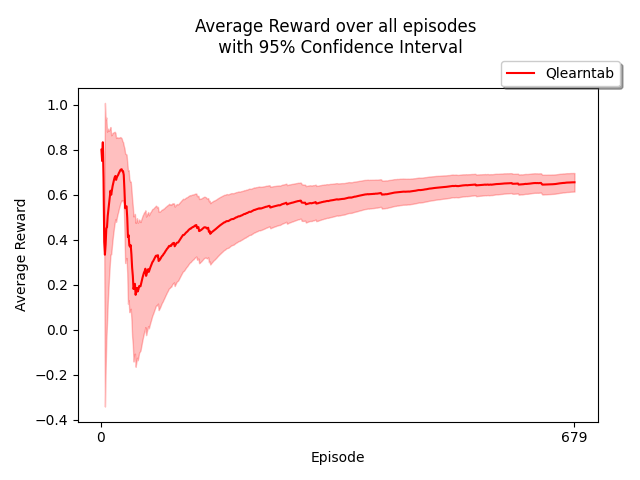 Average Reward over all episodes
with 95% Confidence Interval
Qlearntab
1.0
0.8
0.6
0.4
0.2
0.0
−0.2
−0.4
Average Reward
0
679
Episode